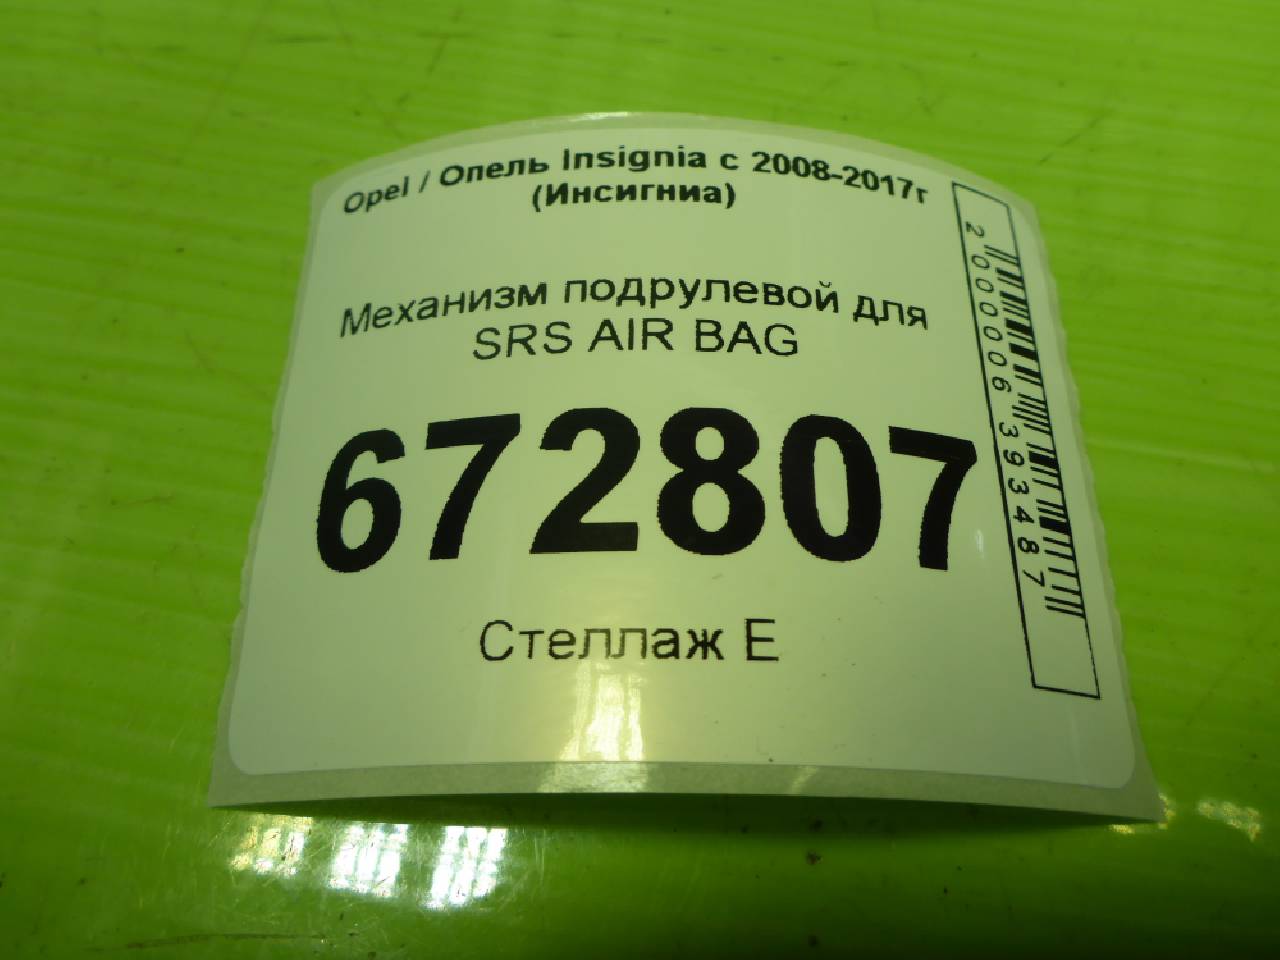 Opel / Опель Insignia с 2008-2017г
(Инсигниа)
Механизм подрулевой для
SRS AIR BAG
672807
Стеллаж Е
2000006393487